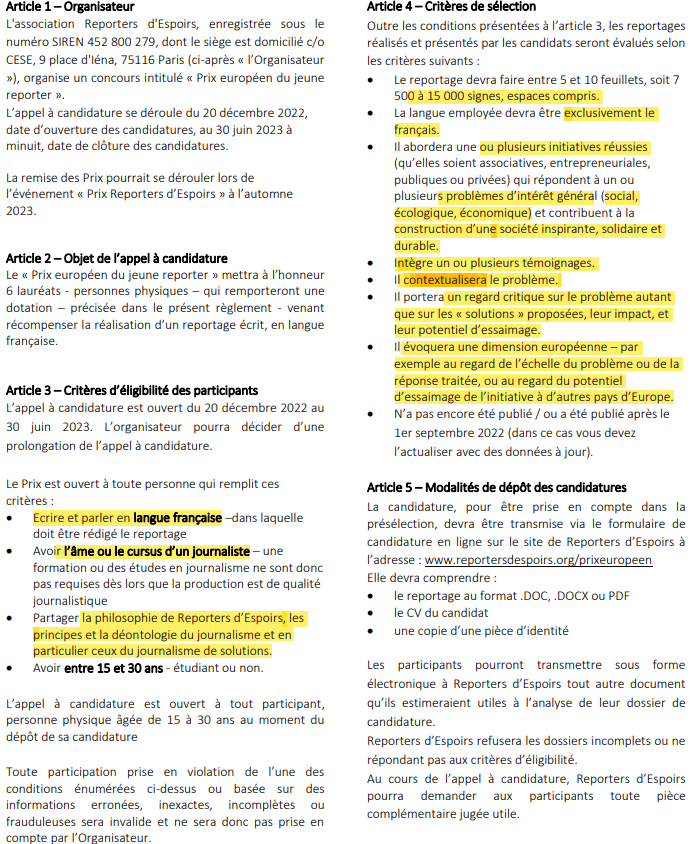 Article 1 – Organisateur
L'association Reporters d'Espoirs, enregistrée sous le
numéro SIREN 452 800 279, dont le siège est domicilié c/o
CESE, 9 place d'Iéna, 75116 Paris (ci-après « l'Organisateur
»), organise un concours intitulé « Prix européen du jeune
reporter ».
L'appel à candidature se déroule du 20 décembre 2022,
date d'ouverture des candidatures, au 30 juin 2023 à
minuit, date de clôture des candidatures.
La remise des Prix pourrait se dérouler lors de
l'événement « Prix Reporters d'Espoirs » à l'automne
2023.
Article 2 – Objet de l'appel à candidature
Le « Prix européen du jeune reporter » mettra à l'honneur
6 lauréats - personnes physiques – qui remporteront une
dotation – précisée dans le présent règlement - venant
récompenser la réalisation d'un reportage écrit, en langue
française.
Article 3 – Critères d'éligibilité des participants
L'appel à candidature est ouvert du 20 décembre 2022 au
30 juin 2023. L'organisateur pourra décider d'une
prolongation de l'appel à candidature.
Le Prix est ouvert à toute personne qui remplit ces
critères :
• Ecrire et parler en langue française –dans laquelle
doit être rédigé le reportage
• Avoir l'âme ou le cursus d'un journaliste – une
formation ou des études en journalisme ne sont donc
pas requises dès lors que la production est de qualité
journalistique
• Partager la philosophie de Reporters d'Espoirs, les
principes et la déontologie du journalisme et en
particulier ceux du journalisme de solutions.
• Avoir entre 15 et 30 ans - étudiant ou non.
L'appel à candidature est ouvert à tout participant,
personne physique âgée de 15 à 30 ans au moment du
dépôt de sa candidature
Toute participation prise en violation de l'une des
conditions énumérées ci-dessus ou basée sur des
informations erronées, inexactes, incomplètes ou
frauduleuses sera invalide et ne sera donc pas prise en
compte par l'Organisateur.
Article 4 – Critères de sélection
Outre les conditions présentées à l'article 3, les reportages
réalisés et présentés par les candidats seront évalués selon
les critères suivants :
• Le reportage devra faire entre 5 et 10 feuillets, soit 7
500 à 15 000 signes, espaces compris.
• La langue employée devra être exclusivement le
français.
• Il abordera une ou plusieurs initiatives réussies
(qu'elles soient associatives, entrepreneuriales,
publiques ou privées) qui répondent à un ou
plusieurs problèmes d'intérêt général (social,
écologique, économique) et contribuent à la
construction d'une société inspirante, solidaire et
durable.
• Intègre un ou plusieurs témoignages.
• Il contextualisera le problème.
• Il portera un regard critique sur le problème autant
que sur les « solutions » proposées, leur impact, et
leur potentiel d'essaimage.
• Il évoquera une dimension européenne – par
exemple au regard de l'échelle du problème ou de la
réponse traitée, ou au regard du potentiel
d'essaimage de l'initiative à d'autres pays d'Europe.
• N'a pas encore été publié / ou a été publié après le
1er septembre 2022 (dans ce cas vous devez
l'actualiser avec des données à jour).
Article 5 – Modalités de dépôt des candidatures
La candidature, pour être prise en compte dans la
présélection, devra être transmise via le formulaire de
candidature en ligne sur le site de Reporters d'Espoirs à
l'adresse : www.reportersdespoirs.org/prixeuropeen
Elle devra comprendre :
• le reportage au format .DOC, .DOCX ou PDF
• le CV du candidat
• une copie d'une pièce d'identité
Les participants pourront transmettre sous forme
électronique à Reporters d'Espoirs tout autre document
qu'ils estimeraient utiles à l'analyse de leur dossier de
candidature.
Reporters d'Espoirs refusera les dossiers incomplets ou ne
répondant pas aux critères d'éligibilité.
Au cours de l'appel à candidature, Reporters d'Espoirs
pourra demander aux participants toute pièce
complémentaire jugée utile.